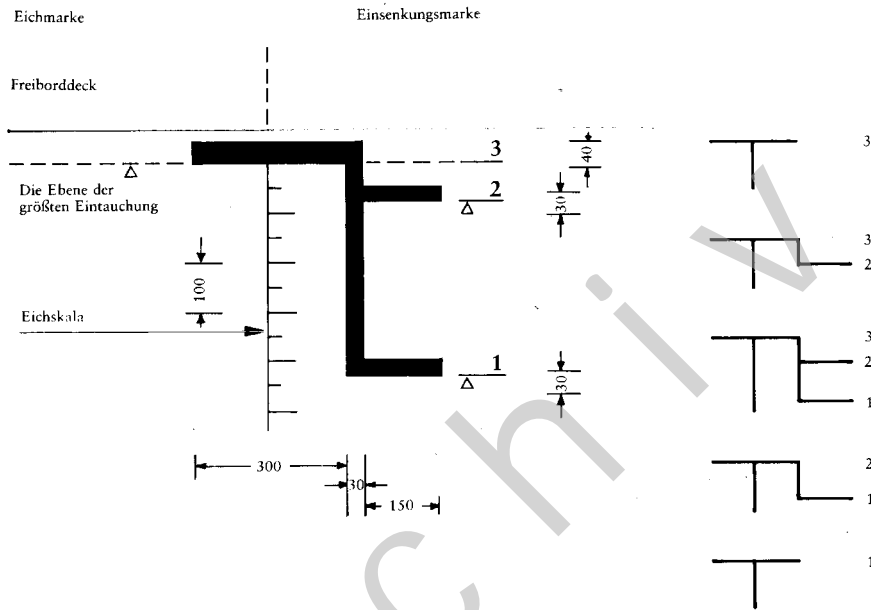 Eichmarke
Einsenkungsmarke
Freiborddeck
3
40
3
Die Ebene der
größten Eintauchung
2
30
3
2
100
Eichskala
3
2
1
30
1
300
30
150
2
1
1
chiv